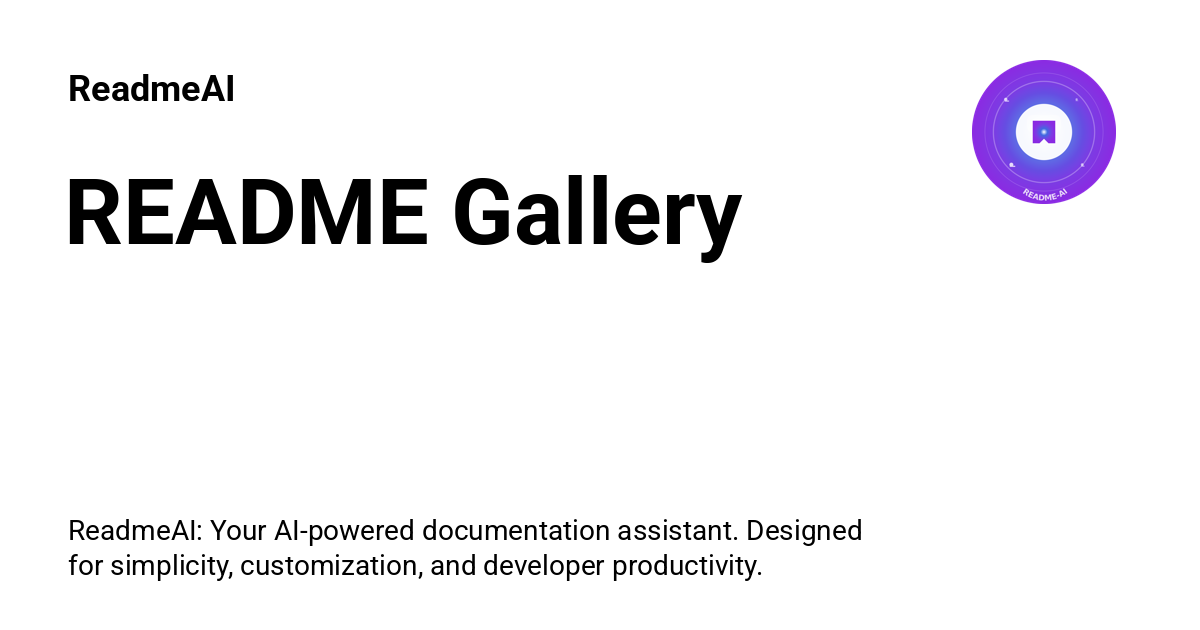 ReadmeAI
README Gallery
README-AI
ReadmeAI: Your AI-powered documentation assistant. Designed
for simplicity, customization, and developer productivity.